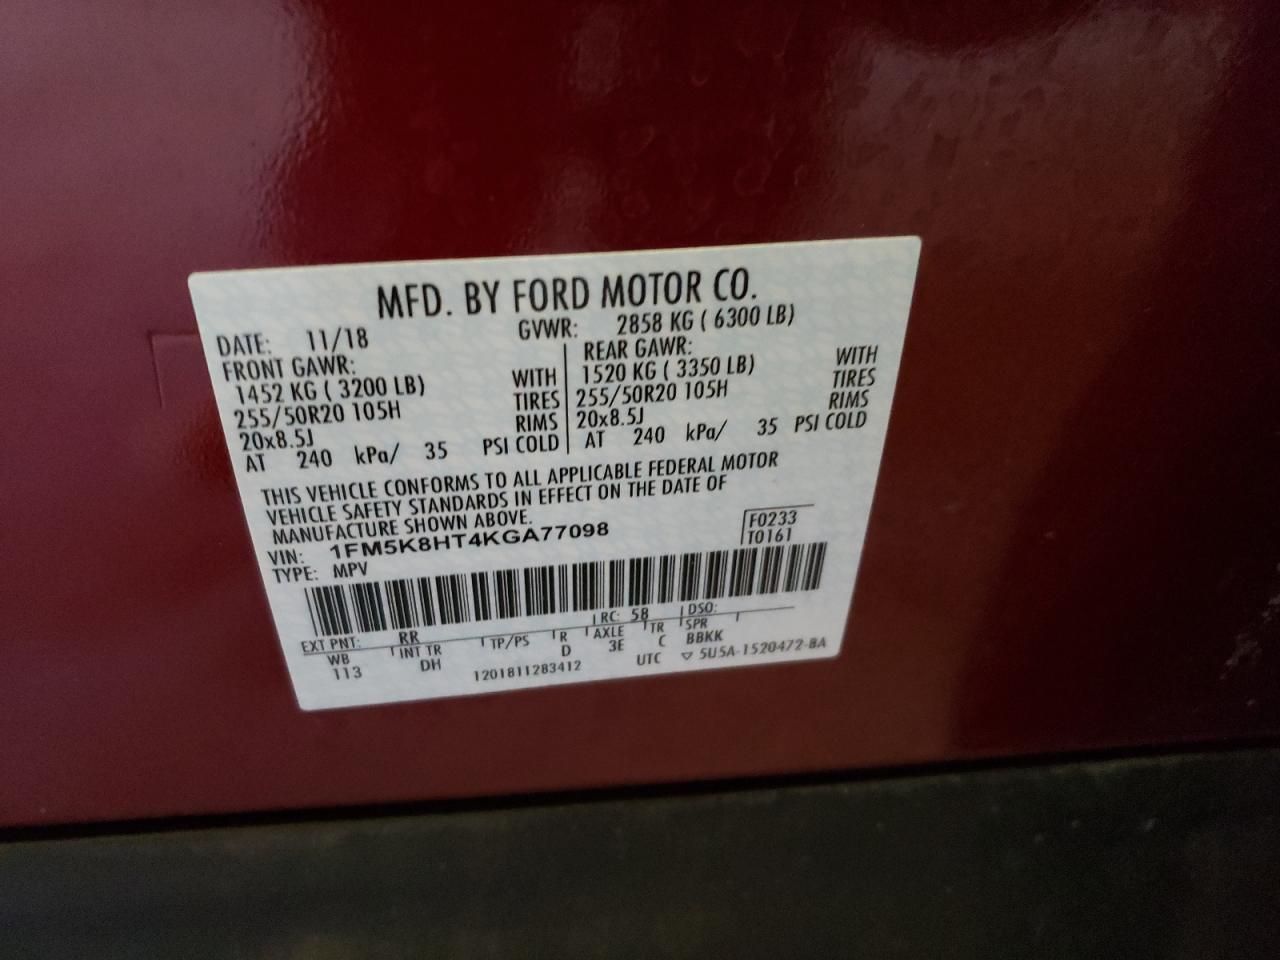 MFD. BY FORD MOTOR CO.
DATE: 11/18 GVWR: 2858 KG ( 6300 LB)
FRONT GAWR: REAR GAWR:
1452 KG ( 3200 LB) WITH 1520 KG ( 3350 LB) WITH
255/50R20 105H TIRES 255/50R20 105H TIRES
20x8.5J RIMS 20x8.5J RIMS
AT 240 kPa/ 35 PSI COLD AT 240 kPa/ 35 PSI COLD
THIS VEHICLE CONFORMS TO ALL APPLICABLE FEDERAL MOTOR
VEHICLE SAFETY STANDARDS IN EFFECT ON THE DATE OF
MANUFACTURE SHOWN ABOVE.
VIN: 1FM5K8HT4KGA77098 F0233
TYPE: MPV T0161
EXT PNT: RR RC: 58 DSO:
WB INT TR TP/PS R AXLE TR SPR
113 DH D 3E C BBKK
1201811283412 UTC ▽ 5U5A-1520472-BA